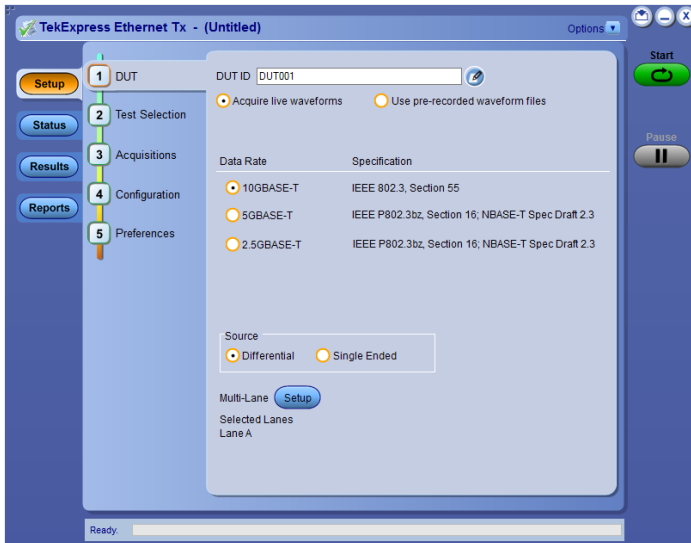 TekExpress Ethernet Tx - (Untitled)
Options
Start
Pause
Setup
Status
Results
Reports
1 DUT
2 Test Selection
3 Acquisitions
4 Configuration
5 Preferences
DUT ID DUT001
Acquire live waveforms Use pre-recorded waveform files
Data Rate Specification
10GBASE-T IEEE 802.3, Section 55
5GBASE-T IEEE P802.3bz, Section 16; NBASE-T Spec Draft 2.3
2.5GBASE-T IEEE P802.3bz, Section 16; NBASE-T Spec Draft 2.3
Source
Differential Single Ended
Multi-Lane Setup
Selected Lanes
Lane A
Ready.